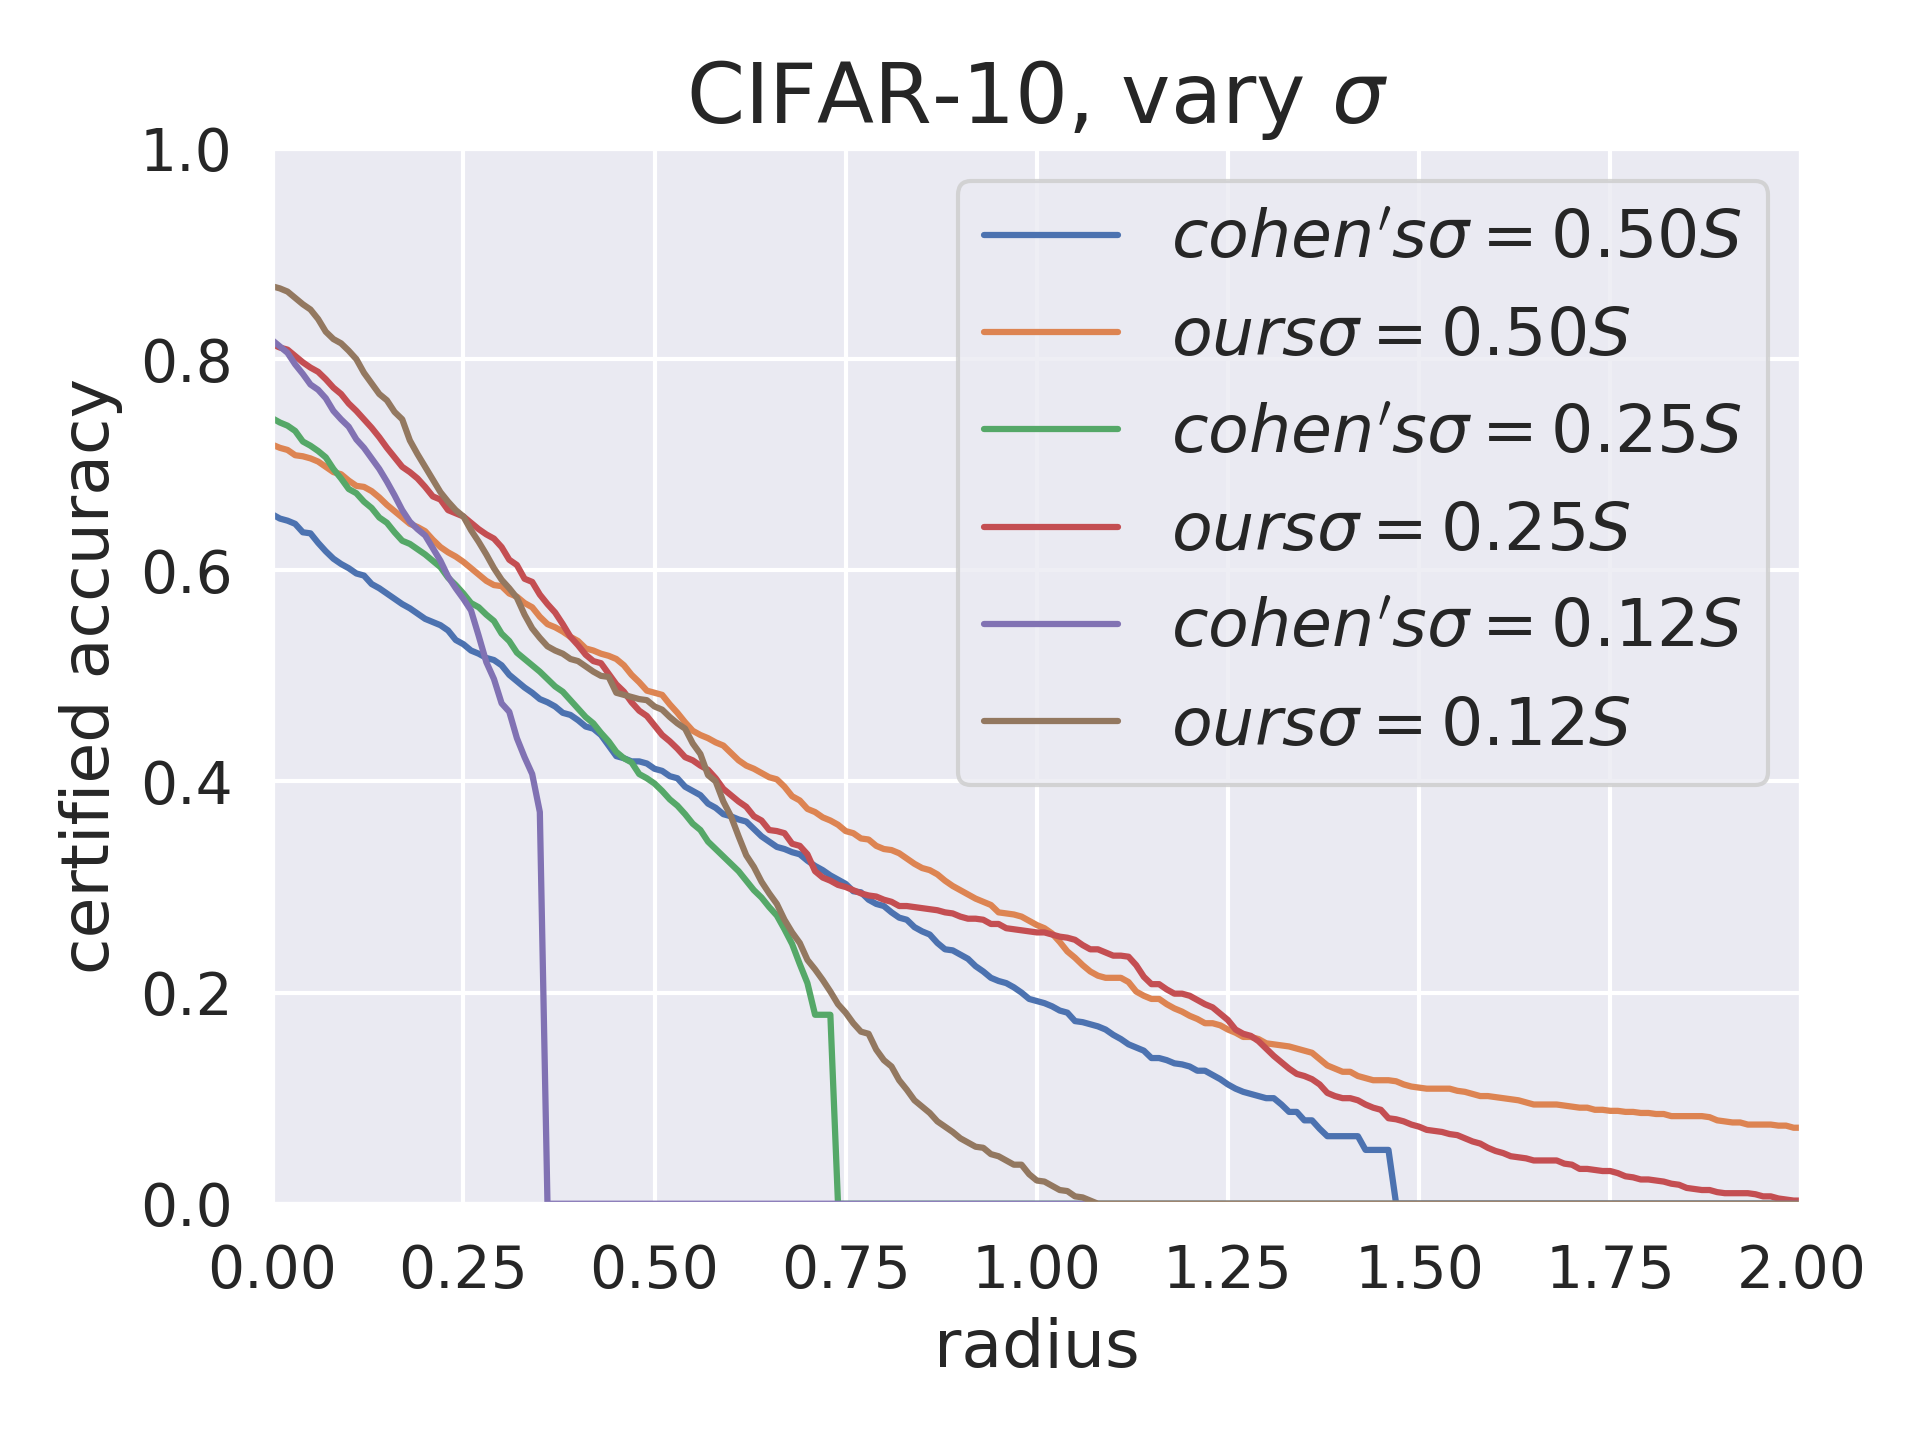 CIFAR-10, vary σ
certified accuracy
1.0
0.8
0.6
0.4
0.2
0.0
cohen'sσ = 0.50S
oursσ = 0.50S
cohen'sσ = 0.25S
oursσ = 0.25S
cohen'sσ = 0.12S
oursσ = 0.12S
0.00 0.25 0.50 0.75 1.00 1.25 1.50 1.75 2.00
radius